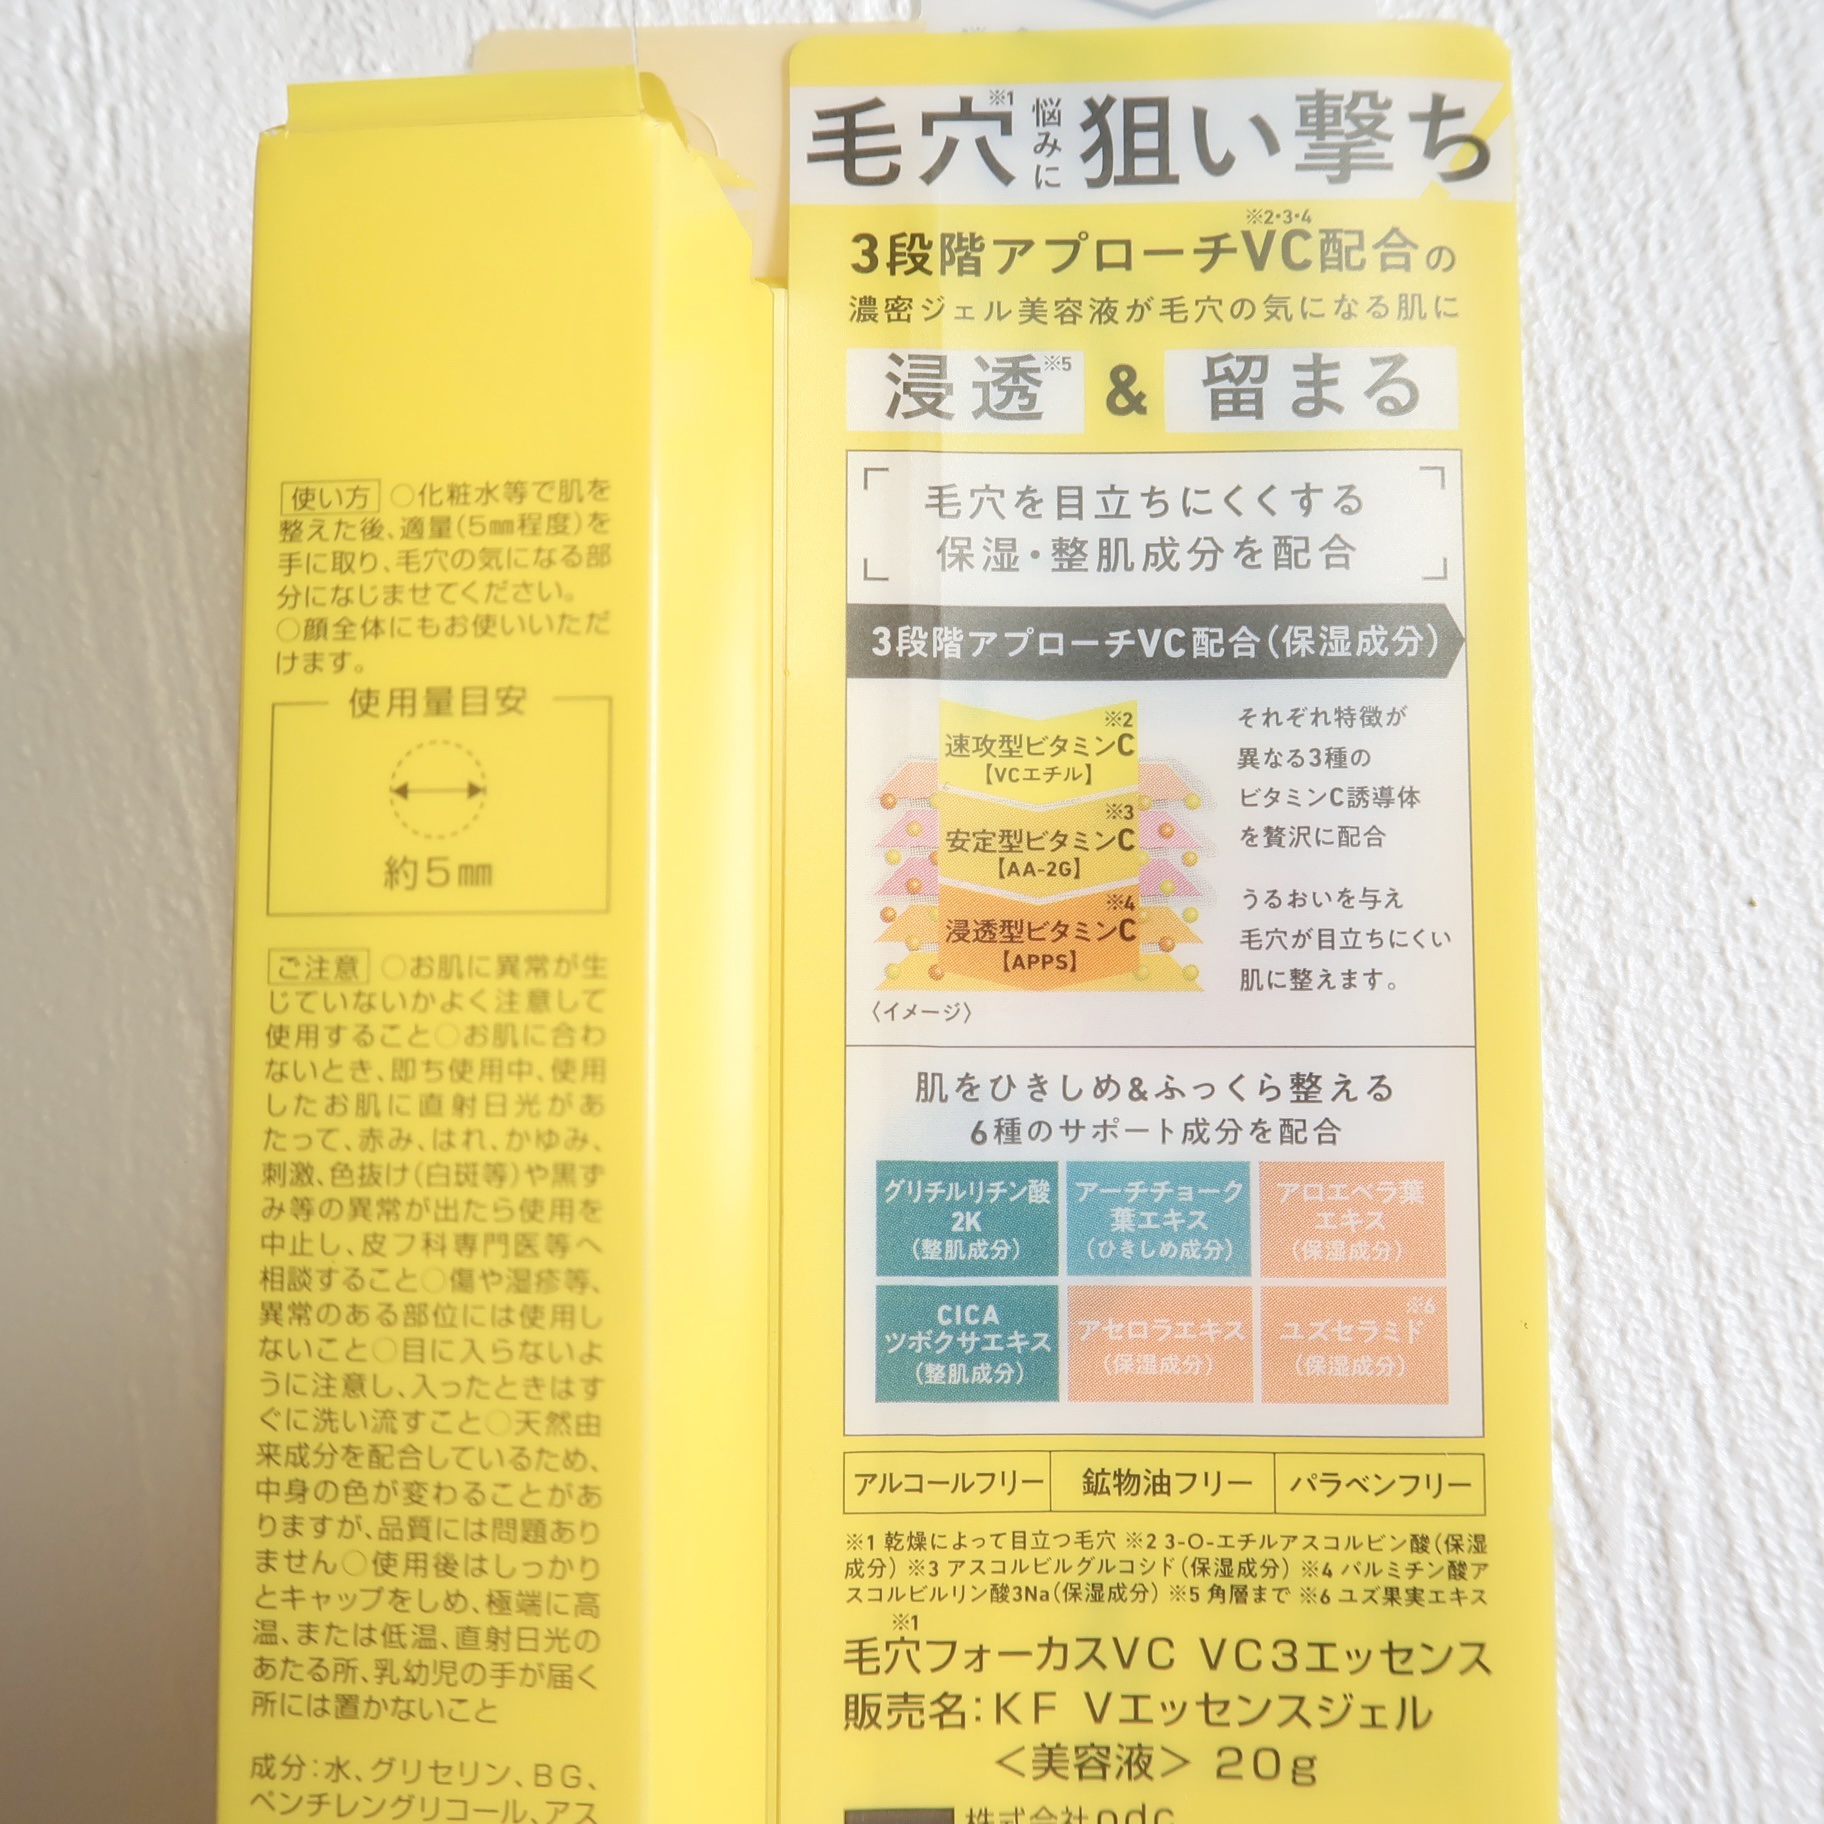 使い方 ○化粧水等で肌を
整えた後、適量(5mm程度)を
手に取り、毛穴の気になる部
分になじませてください。
○顔全体にもお使いいただ
けます。
使用量目安
約5mm
ご注意 ○お肌に異常が生
じていないかよく注意して
使用すること○お肌に合わ
ないとき、即ち使用中、使用
したお肌に直射日光があ
たって、赤み、はれ、かゆみ、
刺激、色抜け(白斑等)や黒ず
み等の異常が出たら使用を
中止し、皮フ科専門医等へ
相談すること○傷や湿疹等、
異常のある部位には使用し
ないこと○目に入らないよ
うに注意し、入ったときはす
ぐに洗い流すこと○天然由
来成分を配合しているため、
中身の色が変わることがあ
りますが、品質には問題あり
ません○使用後はしっかり
とキャップをしめ、極端に高
温、または低温、直射日光の
あたる所、乳幼児の手が届く
所には置かないこと
成分:水、グリセリン、BG、
ペンチレングリコール、アス
毛穴※1悩みに狙い撃ち
3段階アプローチVC※2・3・4配合の
濃密ジェル美容液が毛穴の気になる肌に
浸透※5 & 留まる
毛穴を目立ちにくくする
保湿・整肌成分を配合
3段階アプローチVC配合(保湿成分)
※2
速攻型ビタミンC
【VCエチル】
※3
安定型ビタミンC
【AA-2G】
※4
浸透型ビタミンC
【APPS】
〈イメージ〉
それぞれ特徴が
異なる3種の
ビタミンC誘導体
を贅沢に配合
うるおいを与え
毛穴が目立ちにくい
肌に整えます。
肌をひきしめ&ふっくら整える
6種のサポート成分を配合
グリチルリチン酸
2K
(整肌成分)
アーチチョーク
葉エキス
(ひきしめ成分)
アロエベラ葉
エキス
(保湿成分)
CICA
ツボクサエキス
(整肌成分)
アセロラエキス
(保湿成分)
※6
ユズセラミド
(保湿成分)
アルコールフリー 鉱物油フリー パラベンフリー
※1 乾燥によって目立つ毛穴 ※2 3-O-エチルアスコルビン酸(保湿
成分) ※3 アスコルビルグルコシド(保湿成分) ※4 パルミチン酸ア
スコルビルリン酸3Na(保湿成分) ※5 角層まで ※6 ユズ果実エキス
※1
毛穴フォーカスVC VC3エッセンス
販売名:KF Vエッセンスジェル
<美容液> 20g
株式会社pdc